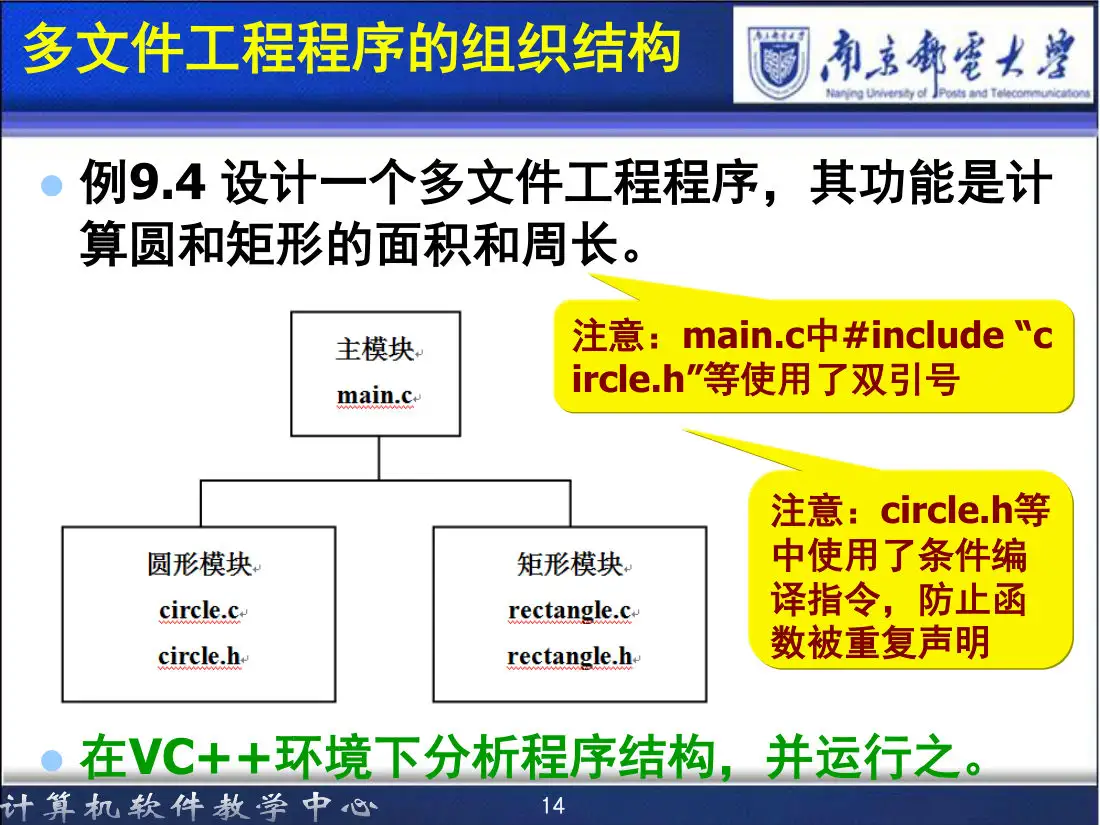 多文件工程程序的组织结构
南京邮电大学
Nanjing University of Posts and Telecommunications
例9.4 设计一个多文件工程程序，其功能是计
算圆和矩形的面积和周长。
注意：main.c中#include “c
ircle.h”等使用了双引号
主模块
main.c
注意：circle.h等
中使用了条件编
译指令，防止函
数被重复声明
圆形模块
circle.c
circle.h
矩形模块
rectangle.c
rectangle.h
在VC++环境下分析程序结构，并运行之。
计算机软件教学中心
14